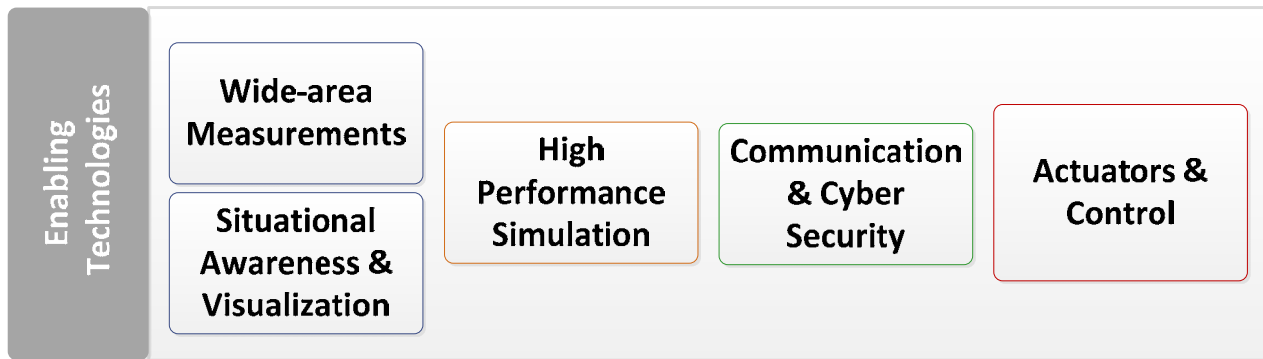 Enabling
Technologies
Wide-area
Measurements
Situational
Awareness &
Visualization
High
Performance
Simulation
Communication
& Cyber
Security
Actuators &
Control